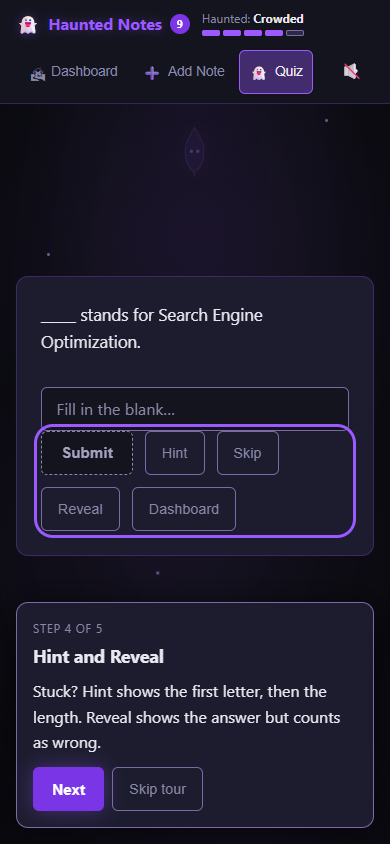 Haunted Notes 9
Haunted: Crowded
Dashboard
Add Note
Quiz
_____ stands for Search Engine
Optimization.
Fill in the blank...
Submit
Hint
Skip
Reveal
Dashboard
STEP 4 OF 5
Hint and Reveal
Stuck? Hint shows the first letter, then the
length. Reveal shows the answer but counts
as wrong.
Next
Skip tour